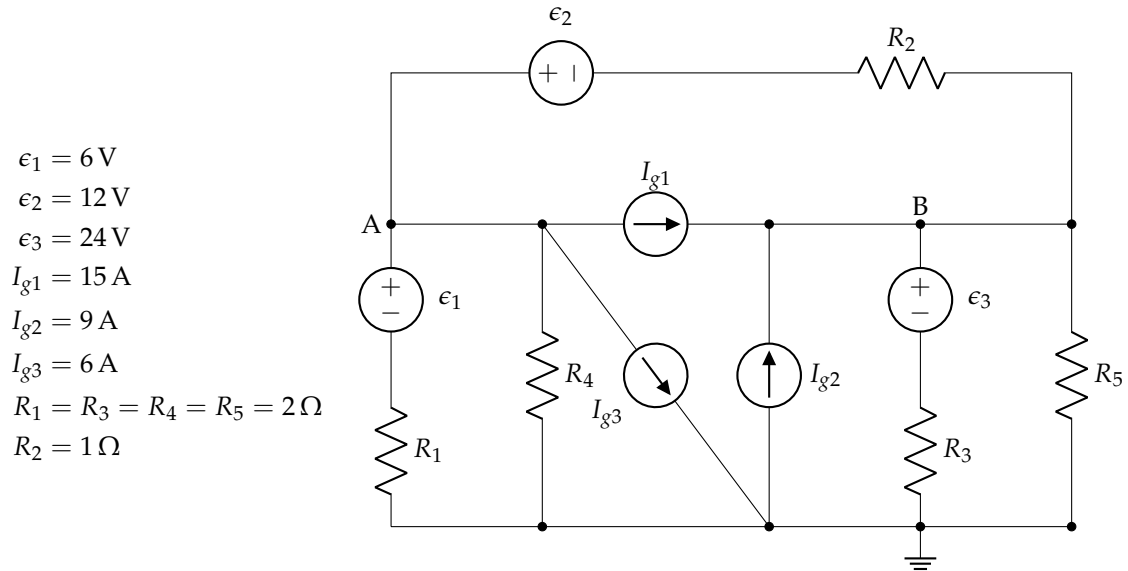 ϵ2
R2
ϵ1 = 6 V
ϵ2 = 12 V
ϵ3 = 24 V
Ig1 = 15 A
Ig2 = 9 A
Ig3 = 6 A
R1 = R3 = R4 = R5 = 2 Ω
R2 = 1 Ω
+ −
Ig1
A
B
+
−
ϵ1
+
−
ϵ3
R4
Ig3
Ig2
R5
R1
R3